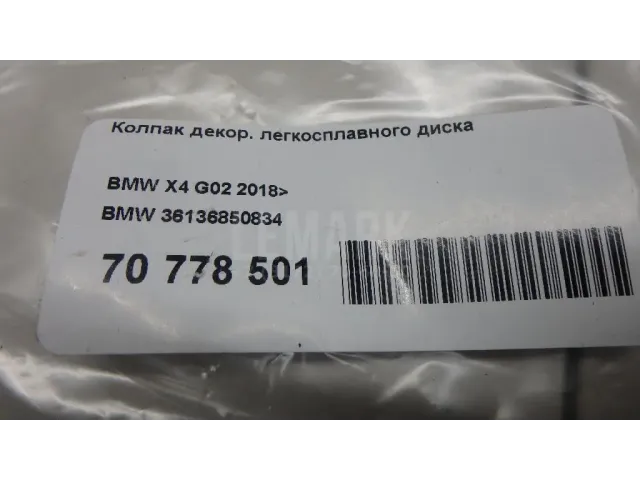 Колпак декор. легкосплавного диска
BMW X4 G02 2018>
BMW 36136850834
LEMARK
70 778 501